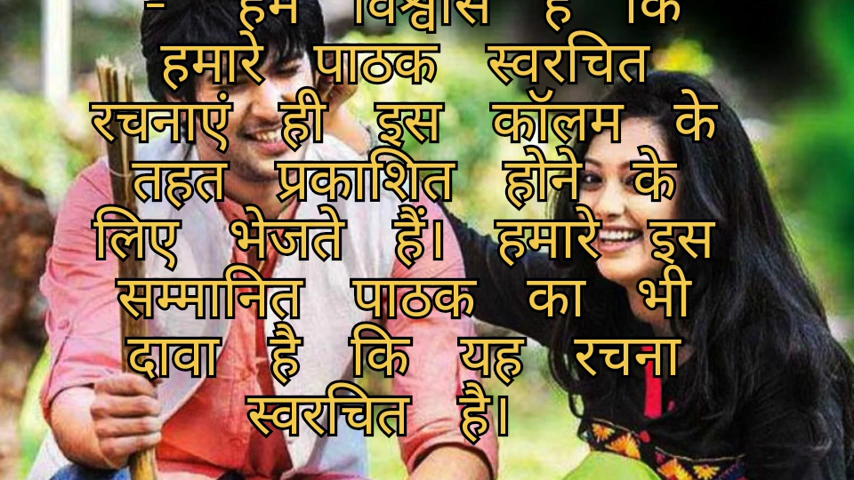 - हमें विश्वास है कि
हमारे पाठक स्वरचित
रचनाएं ही इस कॉलम के
तहत प्रकाशित होने के
लिए भेजते हैं। हमारे इस
सम्मानित पाठक का भी
दावा है कि यह रचना
स्वरचित है।